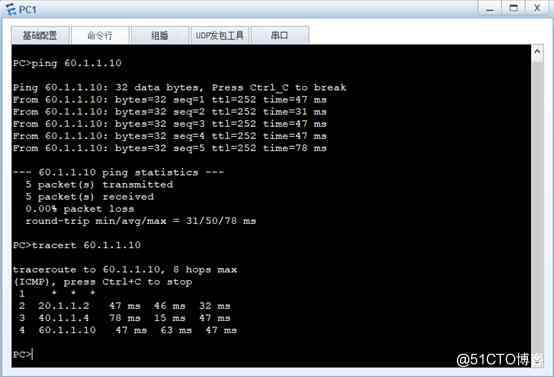 PC1
基础配置 命令行 组播 UDP发包工具 串口
PC>ping 60.1.1.10
Ping 60.1.1.10: 32 data bytes, Press Ctrl_C to break
From 60.1.1.10: bytes=32 seq=1 ttl=252 time=47 ms
From 60.1.1.10: bytes=32 seq=2 ttl=252 time=31 ms
From 60.1.1.10: bytes=32 seq=3 ttl=252 time=47 ms
From 60.1.1.10: bytes=32 seq=4 ttl=252 time=47 ms
From 60.1.1.10: bytes=32 seq=5 ttl=252 time=78 ms
--- 60.1.1.10 ping statistics ---
5 packet(s) transmitted
5 packet(s) received
0.00% packet loss
round-trip min/avg/max = 31/50/78 ms
PC>tracert 60.1.1.10
traceroute to 60.1.1.10, 8 hops max
(ICMP), press Ctrl+C to stop
1 * * *
2 20.1.1.2 47 ms 46 ms 32 ms
3 40.1.1.4 78 ms 15 ms 47 ms
4 60.1.1.10 47 ms 63 ms 47 ms
PC>
@51CTO博客